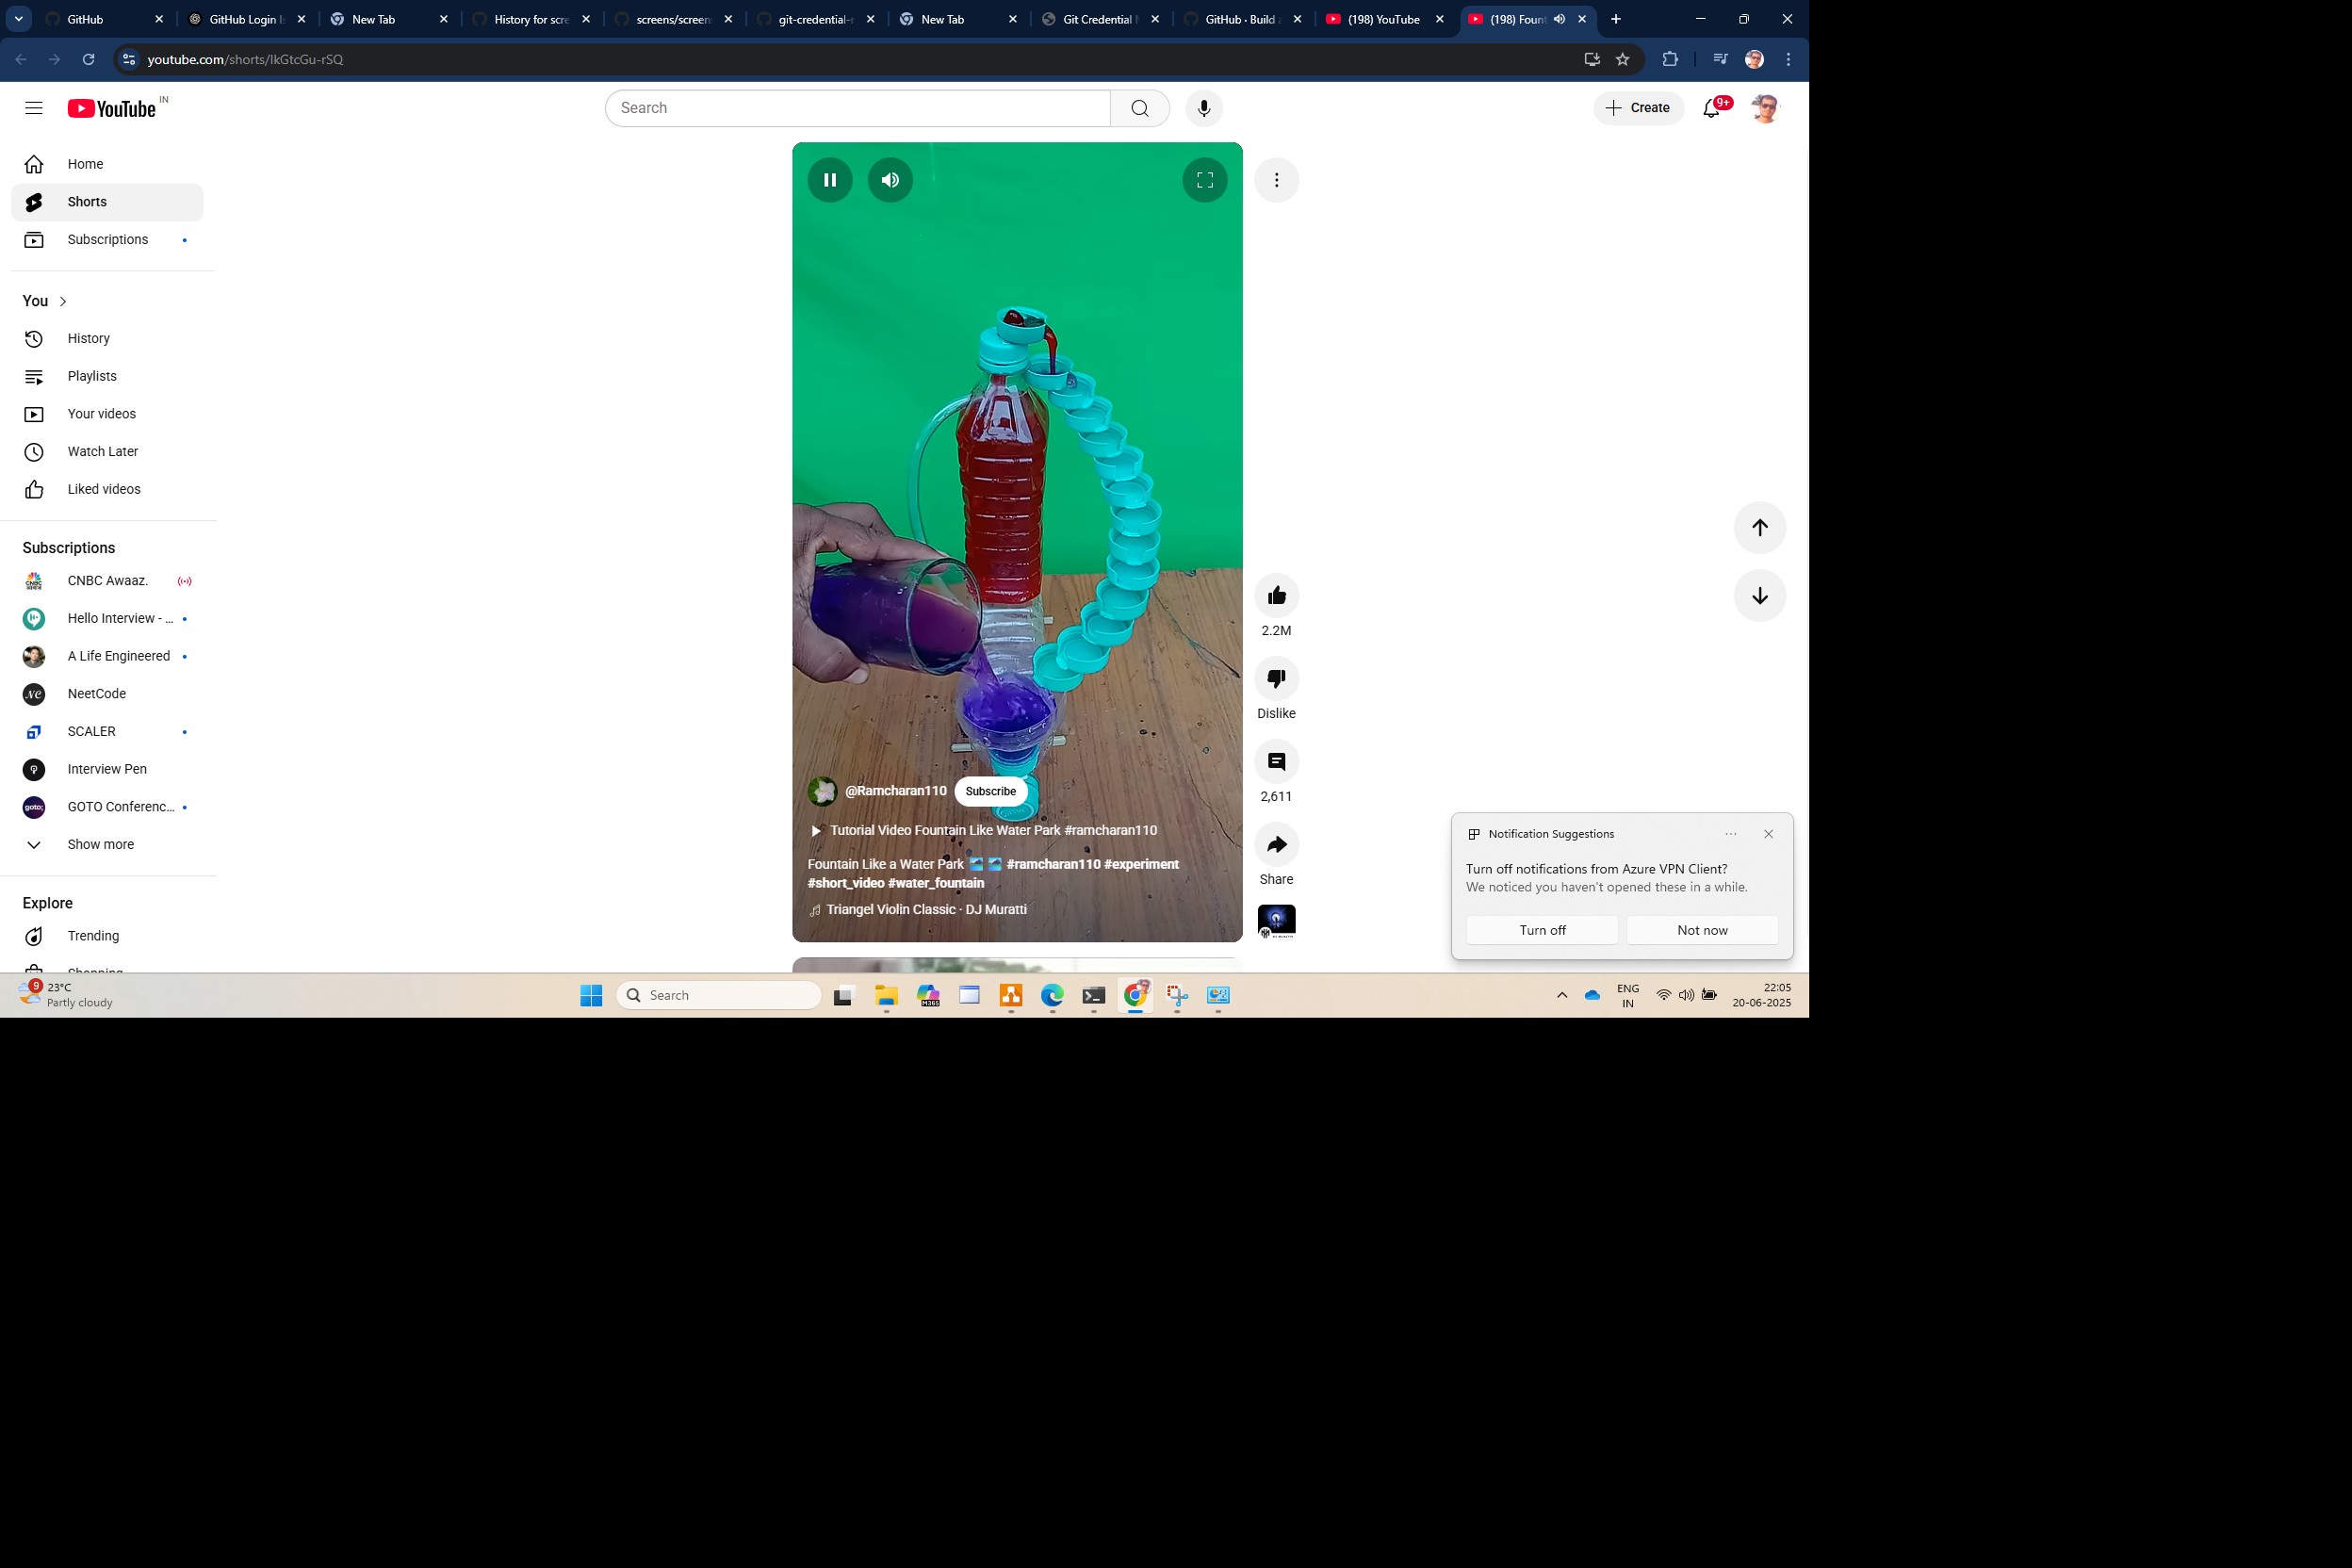 GitHub
GitHub Login
New Tab
History for scre
screens/screen
git-credential-
New Tab
Git Credential
GitHub · Build
(198) YouTube
(198) Foun
youtube.com/shorts/lkGtcGu-rSQ
YouTube IN
Search
Create
9+
Home
Shorts
Subscriptions
You
History
Playlists
Your videos
Watch Later
Liked videos
Subscriptions
CNBC Awaaz.
Hello Interview - ...
A Life Engineered
NeetCode
SCALER
Interview Pen
GOTO Conferenc...
Show more
Explore
Trending
Shopping
@Ramcharan110
Subscribe
Tutorial Video Fountain Like Water Park #ramcharan110
Fountain Like a Water Park 🌊 🌊 #ramcharan110 #experiment
#short_video #water_fountain
Triangel Violin Classic · DJ Muratti
2.2M
Dislike
2,611
Share
Notification Suggestions
Turn off notifications from Azure VPN Client?
We noticed you haven't opened these in a while.
Turn off
Not now
9
23°C
Partly cloudy
Search
M365
ENG
IN
22:05
20-06-2025